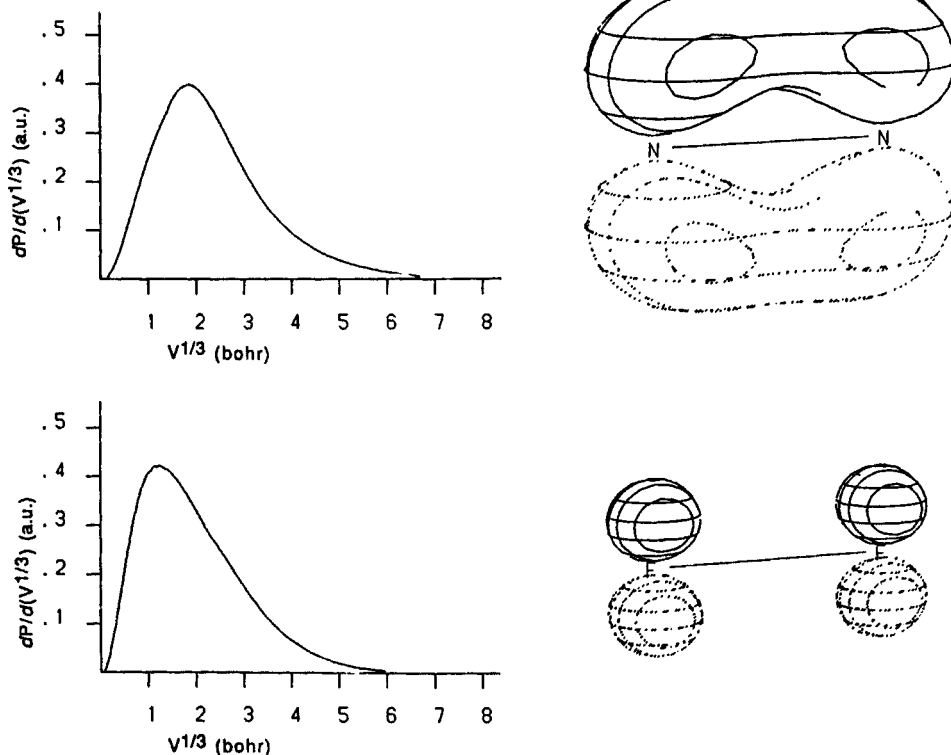 .5
.4
.3
.2
.1
dP/d(V1/3) (a.u.)
1 2 3 4 5 6 7 8
V1/3 (bohr)
N N
.5
.4
.3
.2
.1
dP/d(V1/3) (a.u.)
1 2 3 4 5 6 7 8
V1/3 (bohr)
F F